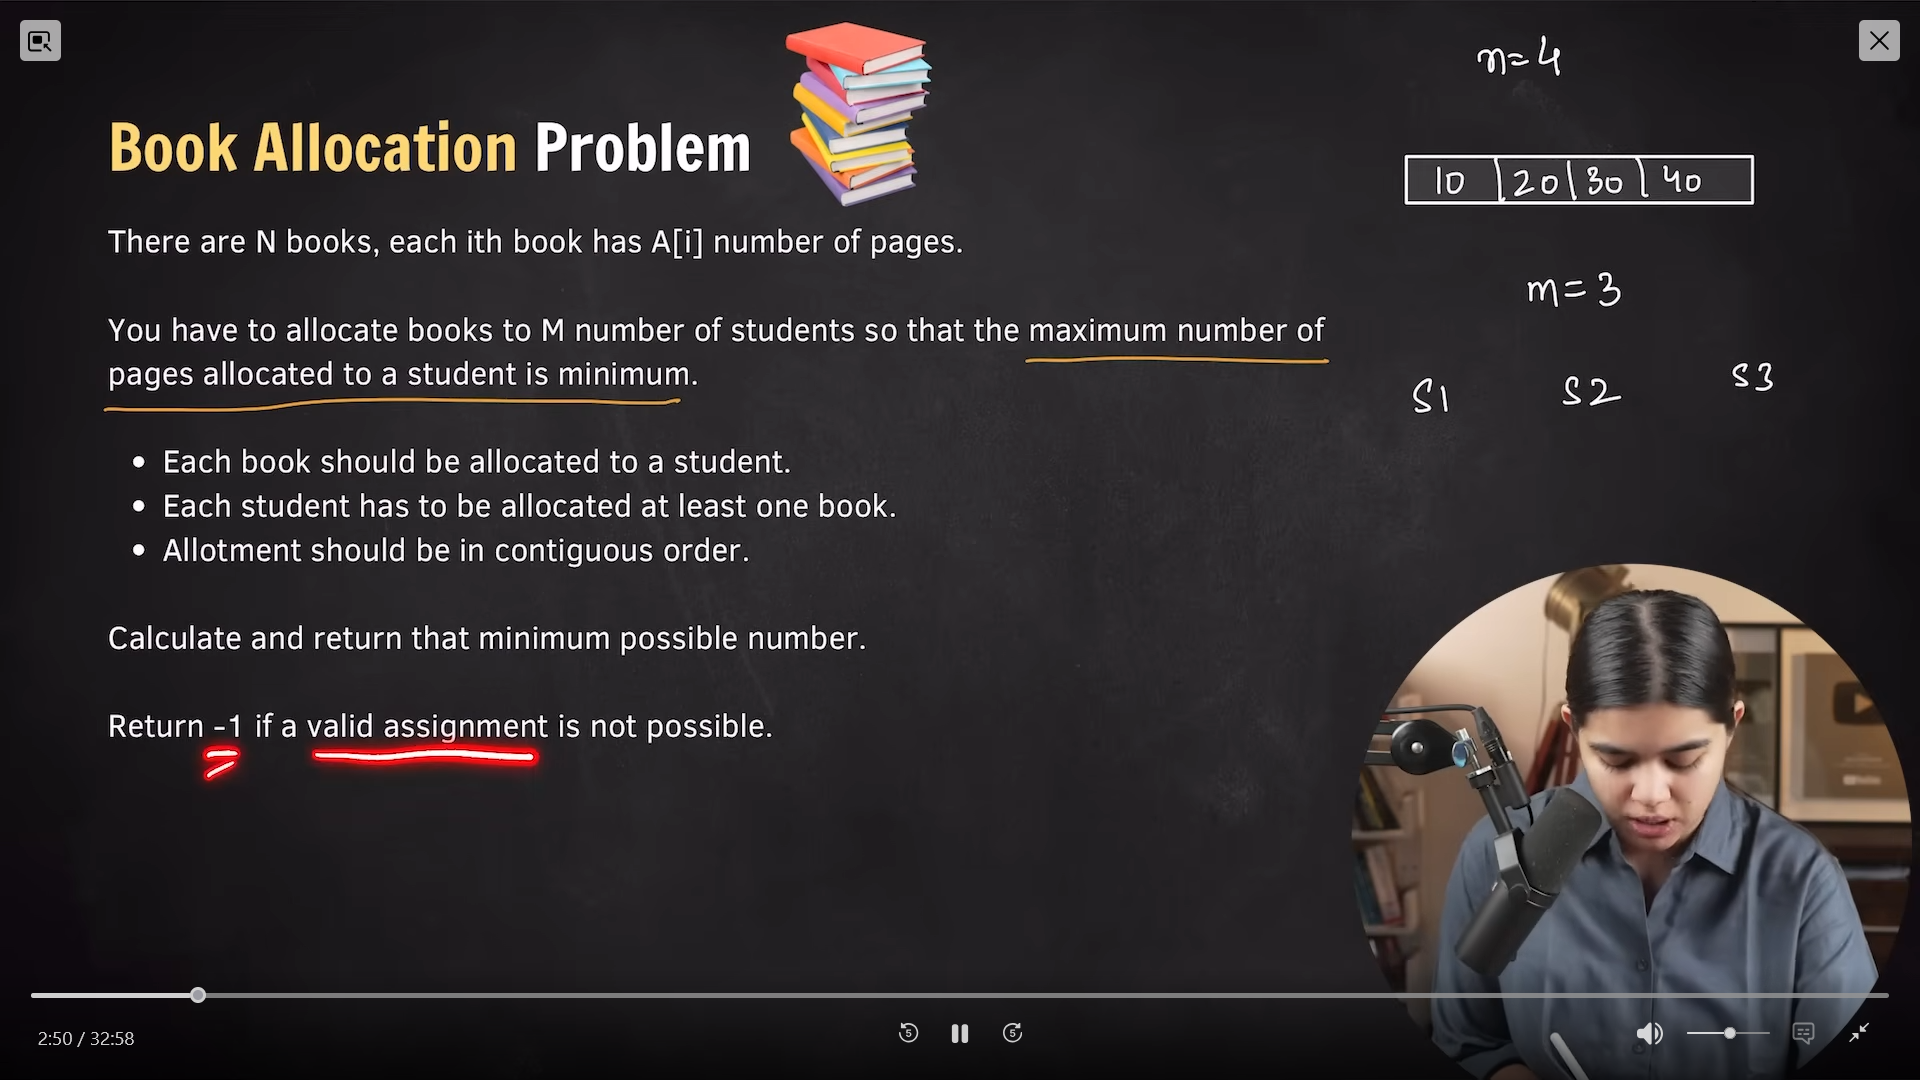 n=4
Book Allocation Problem
10 20 30 40
There are N books, each ith book has A[i] number of pages.
m=3
You have to allocate books to M number of students so that the maximum number of
pages allocated to a student is minimum.
S1 S2 S3
• Each book should be allocated to a student.
• Each student has to be allocated at least one book.
• Allotment should be in contiguous order.
Calculate and return that minimum possible number.
Return -1 if a valid assignment is not possible.
2:50 / 32:58
5 5